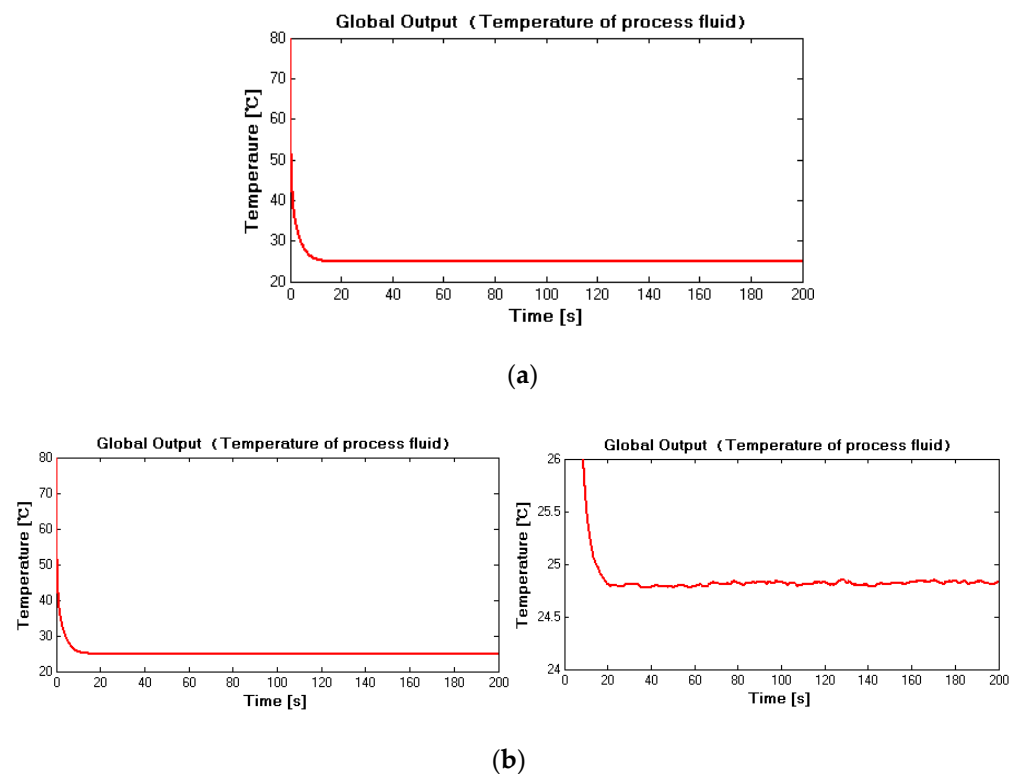 Global Output (Temperature of process fluid)
80
70
60
50
40
30
20
Temperaure [℃]
0 20 40 60 80 100 120 140 160 180 200
Time [s]
(a)
Global Output (Temperature of process fluid)
80
70
60
50
40
30
20
Temperature [℃]
0 20 40 60 80 100 120 140 160 180 200
Time [s]
Global Output (Temperature of process fluid)
26
25.5
25
24.5
24
Temperature [℃]
0 20 40 60 80 100 120 140 160 180 200
Time [s]
(b)